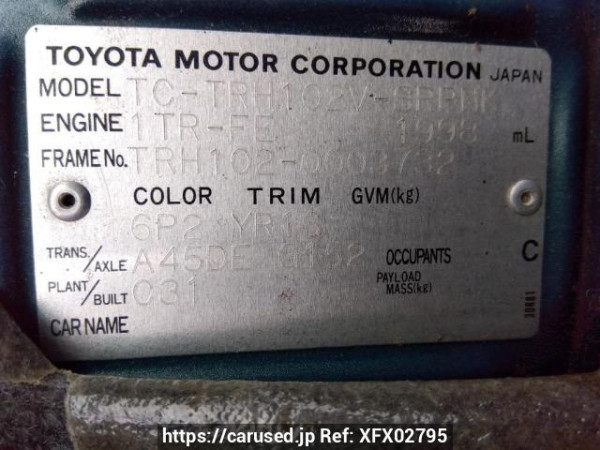 TOYOTA MOTOR CORPORATION JAPAN
MODEL TC-TRH102V-
ENGINE 1TR-FE 1998 mL
FRAME No. TRH102-0003732
COLOR TRIM GVM(kg)
6P2 YR13
TRANS./AXLE A45DE OCCUPANTS C
PLANT/BUILT C31 PAYLOAD MASS(kg)
CAR NAME
https://carused.jp Ref: XFX02795